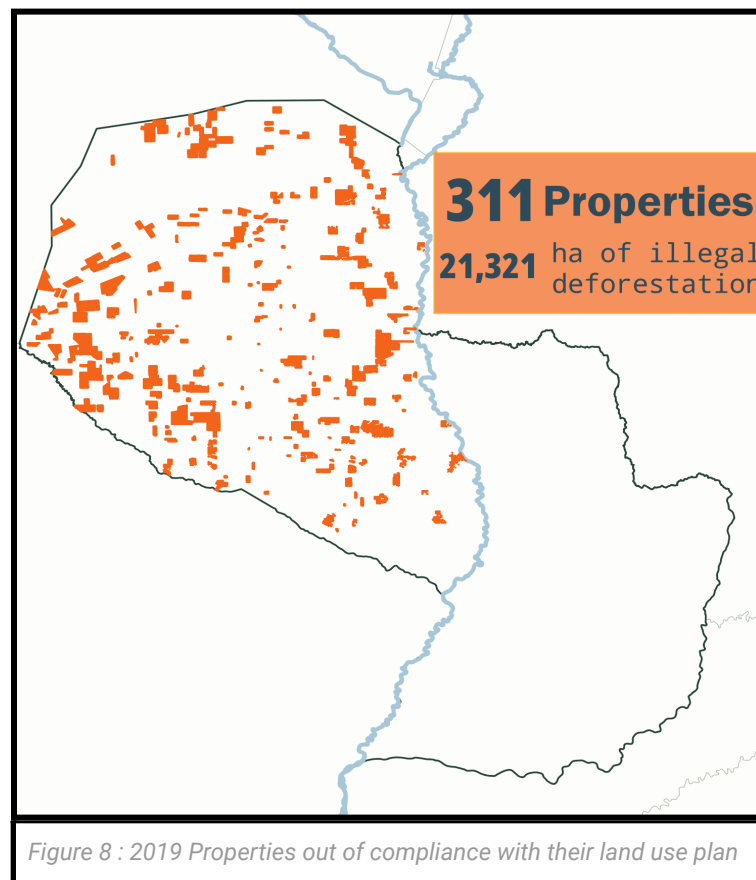 311 Properties
21,321 ha of illegal
deforestation
Figure 8 : 2019 Properties out of compliance with their land use plan